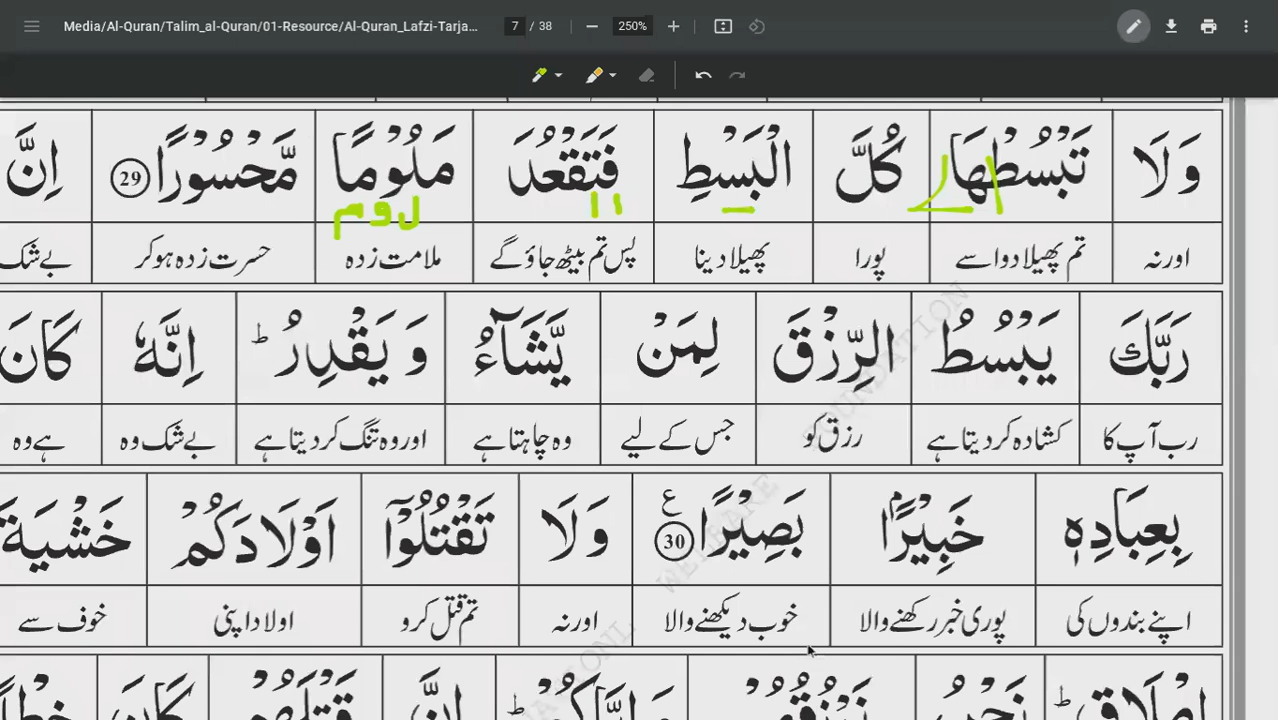 Media/Al-Quran/Talim_al-Quran/01-Resource/Al-Quran_Lafzi-Tarja... 7 / 38 250%
وَلَا تَبْسُطْهَا كُلَّ الْبَسْطِ فَتَقْعُدَ مَلُوْمًا مَّحْسُوْرًا 29 اِنَّ
ل و م
اور نہ تم پھیلا دو اسے پورا پھیلا دینا پس تم بیٹھ جاؤ گے ملامت زدہ حسرت زدہ ہو کر بے شک
رَبَّكَ يَبْسُطُ الرِّزْقَ لِمَنْ يَّشَآءُ وَ يَقْدِرُ ؕ اِنَّهٗ كَانَ
رب آپ کا کشادہ کر دیتا ہے رزق کو جس کے لیے وہ چاہتا ہے اور وہ تنگ کر دیتا ہے بے شک وہ ہے وہ
بِعِبَادِهٖ خَبِيْرًۢا بَصِيْرًا 30 ع وَلَا تَقْتُلُوْۤا اَوْلَادَكُمْ خَشْيَةَ
اپنے بندوں کی پوری خبر رکھنے والا خوب دیکھنے والا اور نہ تم قتل کرو اولاد اپنی خوف سے
اِمْلَاقٍ ؕ نَحْنُ نَرْزُقُهُمْ وَ اِيَّاكُمْ ؕ اِنَّ قَتْلَهُمْ كَانَ خِطْاً